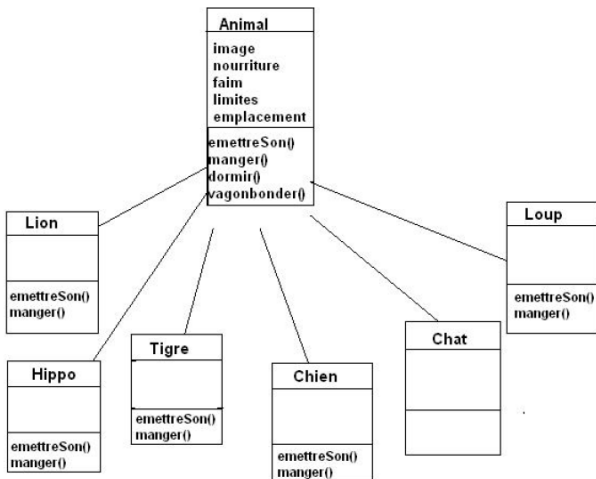 Animal
image
nourriture
faim
limites
emplacement
emettreSon()
manger()
dormir()
vagonbonder()
Lion
emettreSon()
manger()
Loup
emettreSon()
manger()
Hippo
emettreSon()
manger()
Tigre
emettreSon()
manger()
Chien
emettreSon()
manger()
Chat